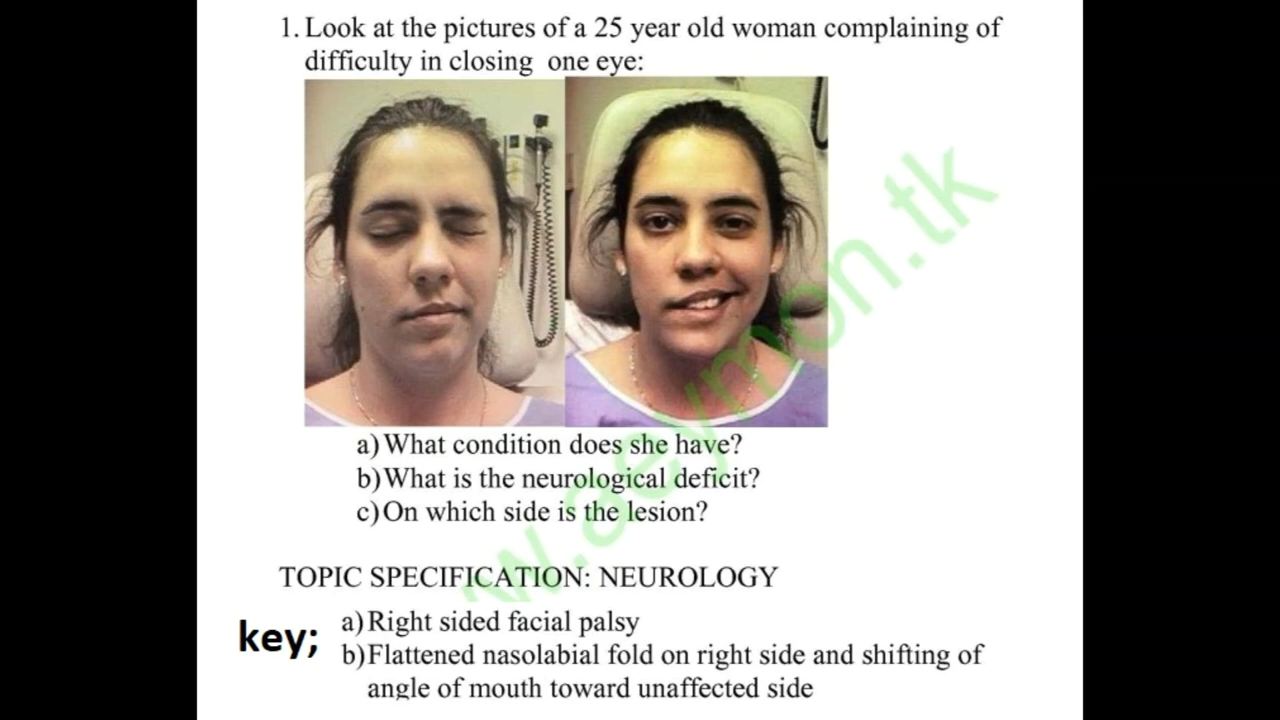 1. Look at the pictures of a 25 year old woman complaining of
difficulty in closing one eye:
a) What condition does she have?
b) What is the neurological deficit?
c) On which side is the lesion?
w.aeymon.tk
TOPIC SPECIFICATION: NEUROLOGY
key;
a) Right sided facial palsy
b) Flattened nasolabial fold on right side and shifting of
angle of mouth toward unaffected side